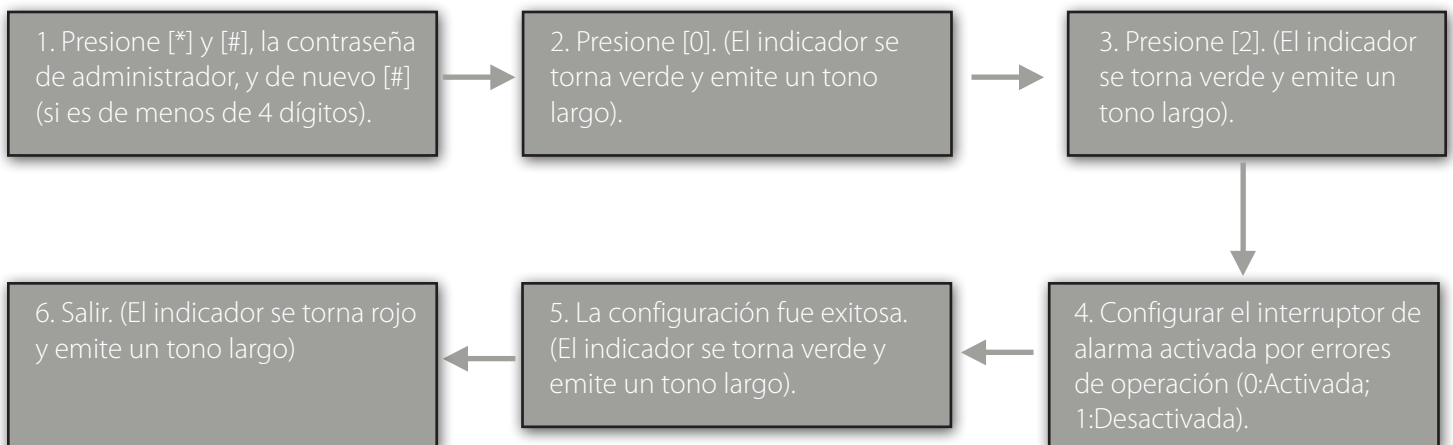 1. Presione [*] y [#], la contraseña
de administrador, y de nuevo [#]
(si es de menos de 4 dígitos).
2. Presione [0]. (El indicador se
torna verde y emite un tono
largo).
3. Presione [2]. (El indicador
se torna verde y emite un
tono largo).
4. Configurar el interruptor de
alarma activada por errores
de operación (0:Activada;
1:Desactivada).
5. La configuración fue exitosa.
(El indicador se torna verde y
emite un tono largo).
6. Salir. (El indicador se torna rojo
y emite un tono largo)